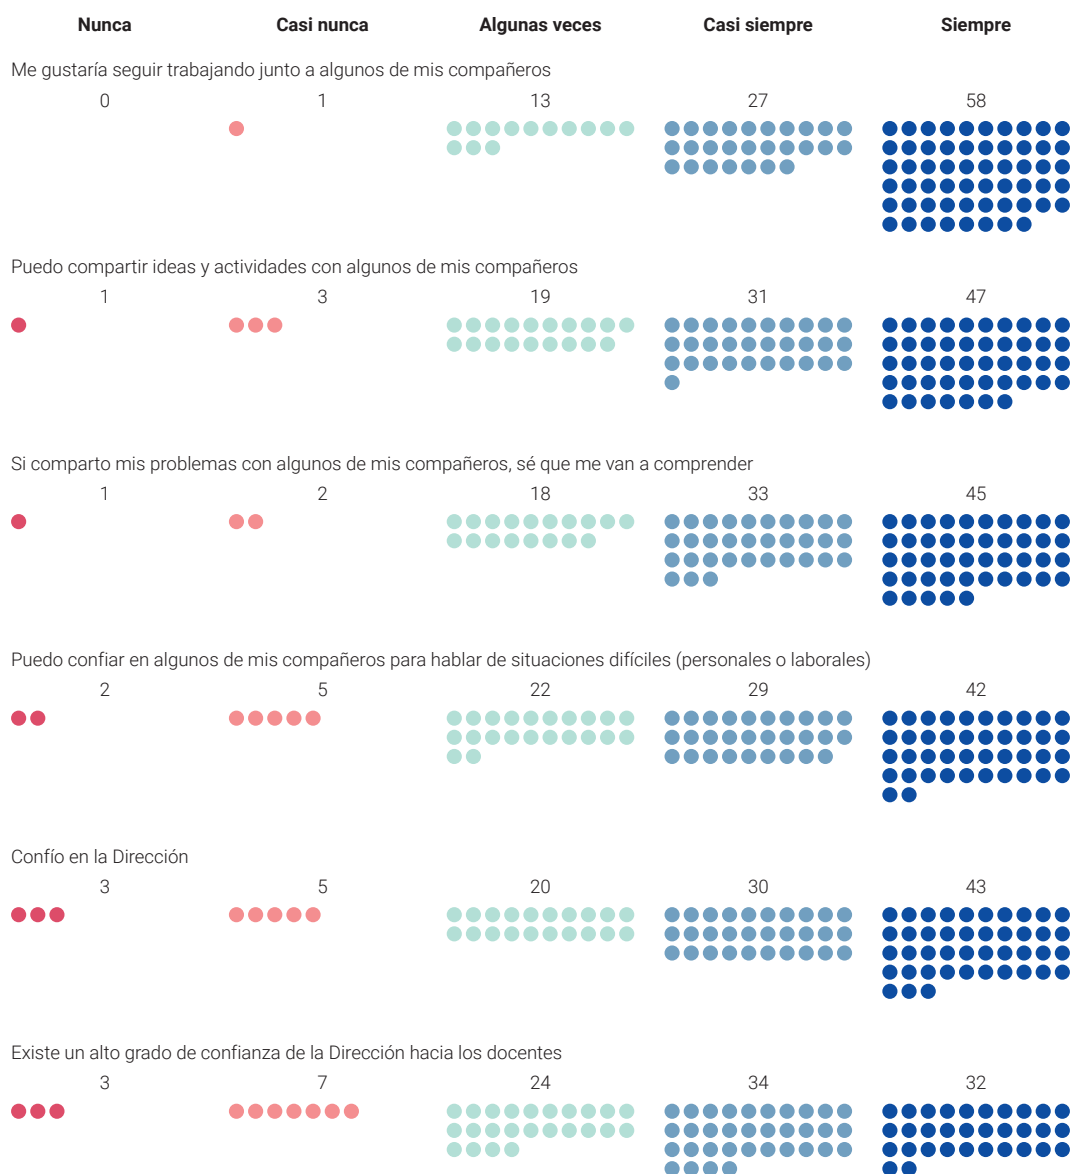 Nunca Casi nunca Algunas veces Casi siempre Siempre
Me gustaría seguir trabajando junto a algunos de mis compañeros
0 1 13 27 58
Puedo compartir ideas y actividades con algunos de mis compañeros
1 3 19 31 47
Si comparto mis problemas con algunos de mis compañeros, sé que me van a comprender
1 2 18 33 45
Puedo confiar en algunos de mis compañeros para hablar de situaciones difíciles (personales o laborales)
2 5 22 29 42
Confío en la Dirección
3 5 20 30 43
Existe un alto grado de confianza de la Dirección hacia los docentes
3 7 24 34 32